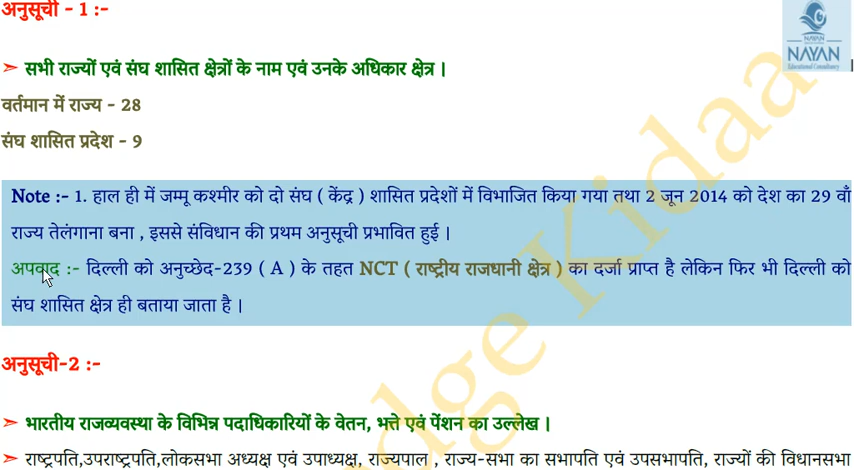 अनुसूची - 1 :-
NAYAN
NAYAN
Educational Consultancy
➢ सभी राज्यों एवं संघ शासित क्षेत्रों के नाम एवं उनके अधिकार क्षेत्र ।
वर्तमान में राज्य - 28
संघ शासित प्रदेश - 9
Note :- 1. हाल ही में जम्मू कश्मीर को दो संघ ( केंद्र ) शासित प्रदेशों में विभाजित किया गया तथा 2 जून 2014 को देश का 29 वाँ
राज्य तेलंगाना बना , इससे संविधान की प्रथम अनुसूची प्रभावित हुई ।
अपवाद :- दिल्ली को अनुच्छेद-239 ( A ) के तहत NCT ( राष्ट्रीय राजधानी क्षेत्र ) का दर्जा प्राप्त है लेकिन फिर भी दिल्ली को
संघ शासित क्षेत्र ही बताया जाता है ।
अनुसूची-2 :-
➢ भारतीय राजव्यवस्था के विभिन्न पदाधिकारियों के वेतन, भत्ते एवं पेंशन का उल्लेख ।
➢ राष्ट्रपति,उपराष्ट्रपति,लोकसभा अध्यक्ष एवं उपाध्यक्ष, राज्यपाल , राज्य-सभा का सभापति एवं उपसभापति, राज्यों की विधानसभा